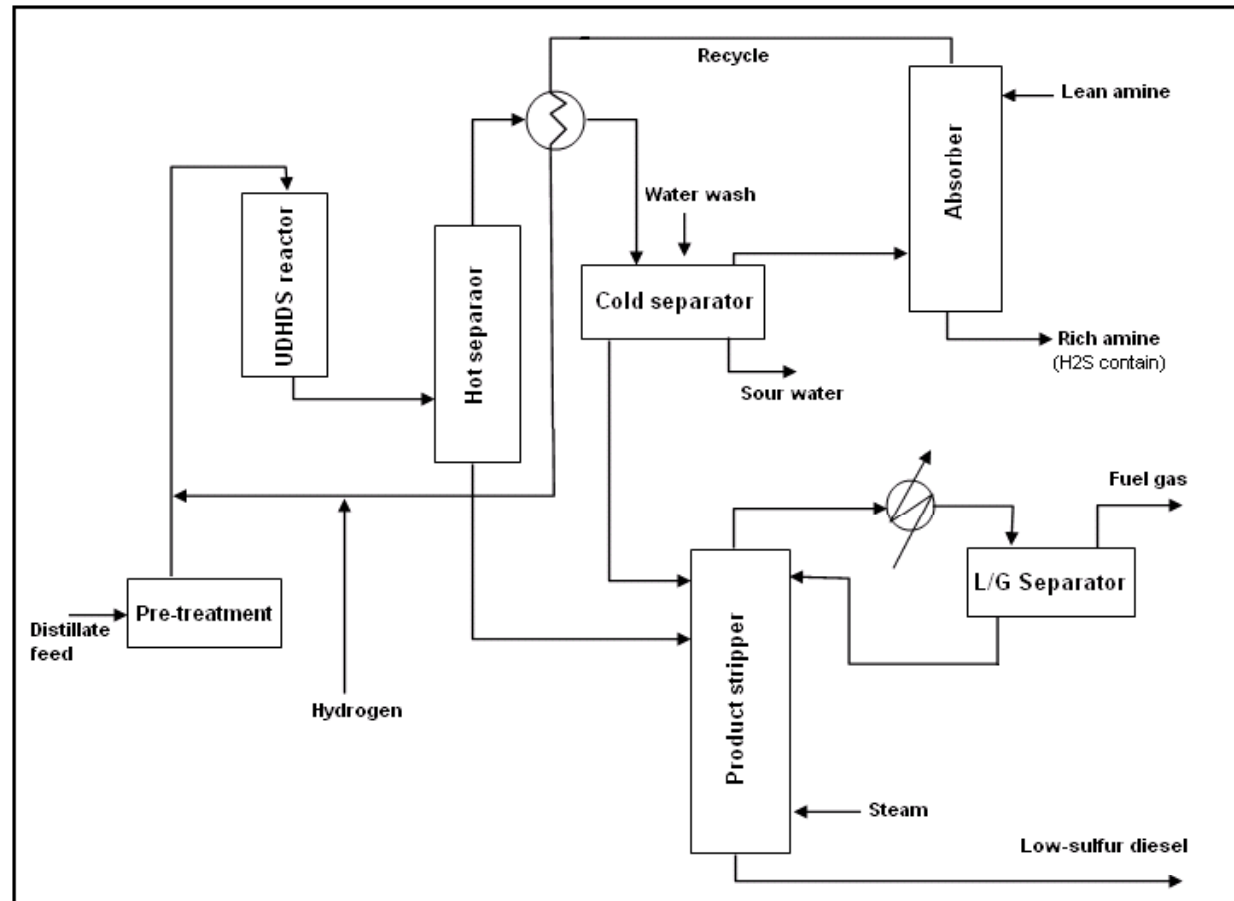 Recycle
Lean amine
Absorber
Water wash
UDHDS reactor
Hot separaor
Cold separator
Rich amine
(H2S contain)
Sour water
Fuel gas
L/G Separator
Pre-treatment
Distillate
feed
Hydrogen
Product stripper
Steam
Low-sulfur diesel